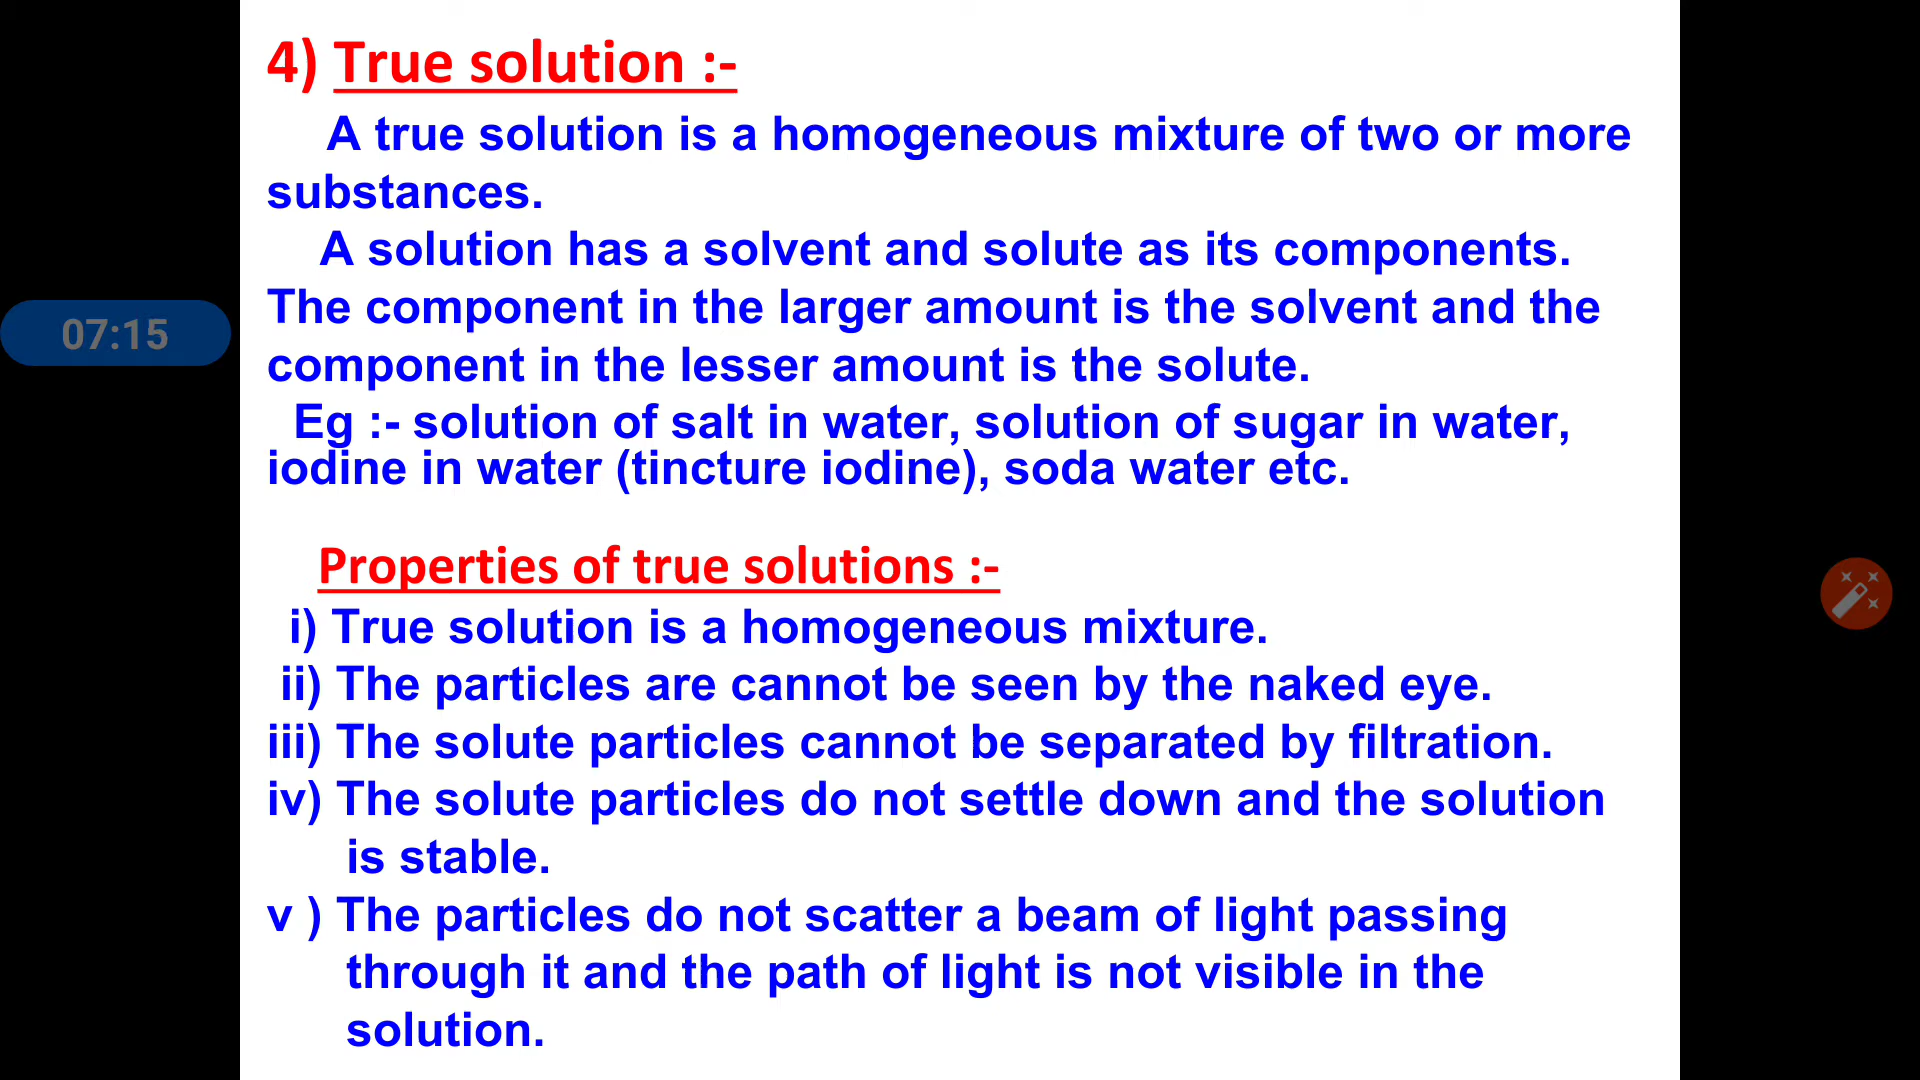 4) True solution :-
A true solution is a homogeneous mixture of two or more
substances.
A solution has a solvent and solute as its components.
The component in the larger amount is the solvent and the
component in the lesser amount is the solute.
Eg :- solution of salt in water, solution of sugar in water,
iodine in water (tincture iodine), soda water etc.
07:15
Properties of true solutions :-
i) True solution is a homogeneous mixture.
ii) The particles are cannot be seen by the naked eye.
iii) The solute particles cannot be separated by filtration.
iv) The solute particles do not settle down and the solution
is stable.
v ) The particles do not scatter a beam of light passing
through it and the path of light is not visible in the
solution.